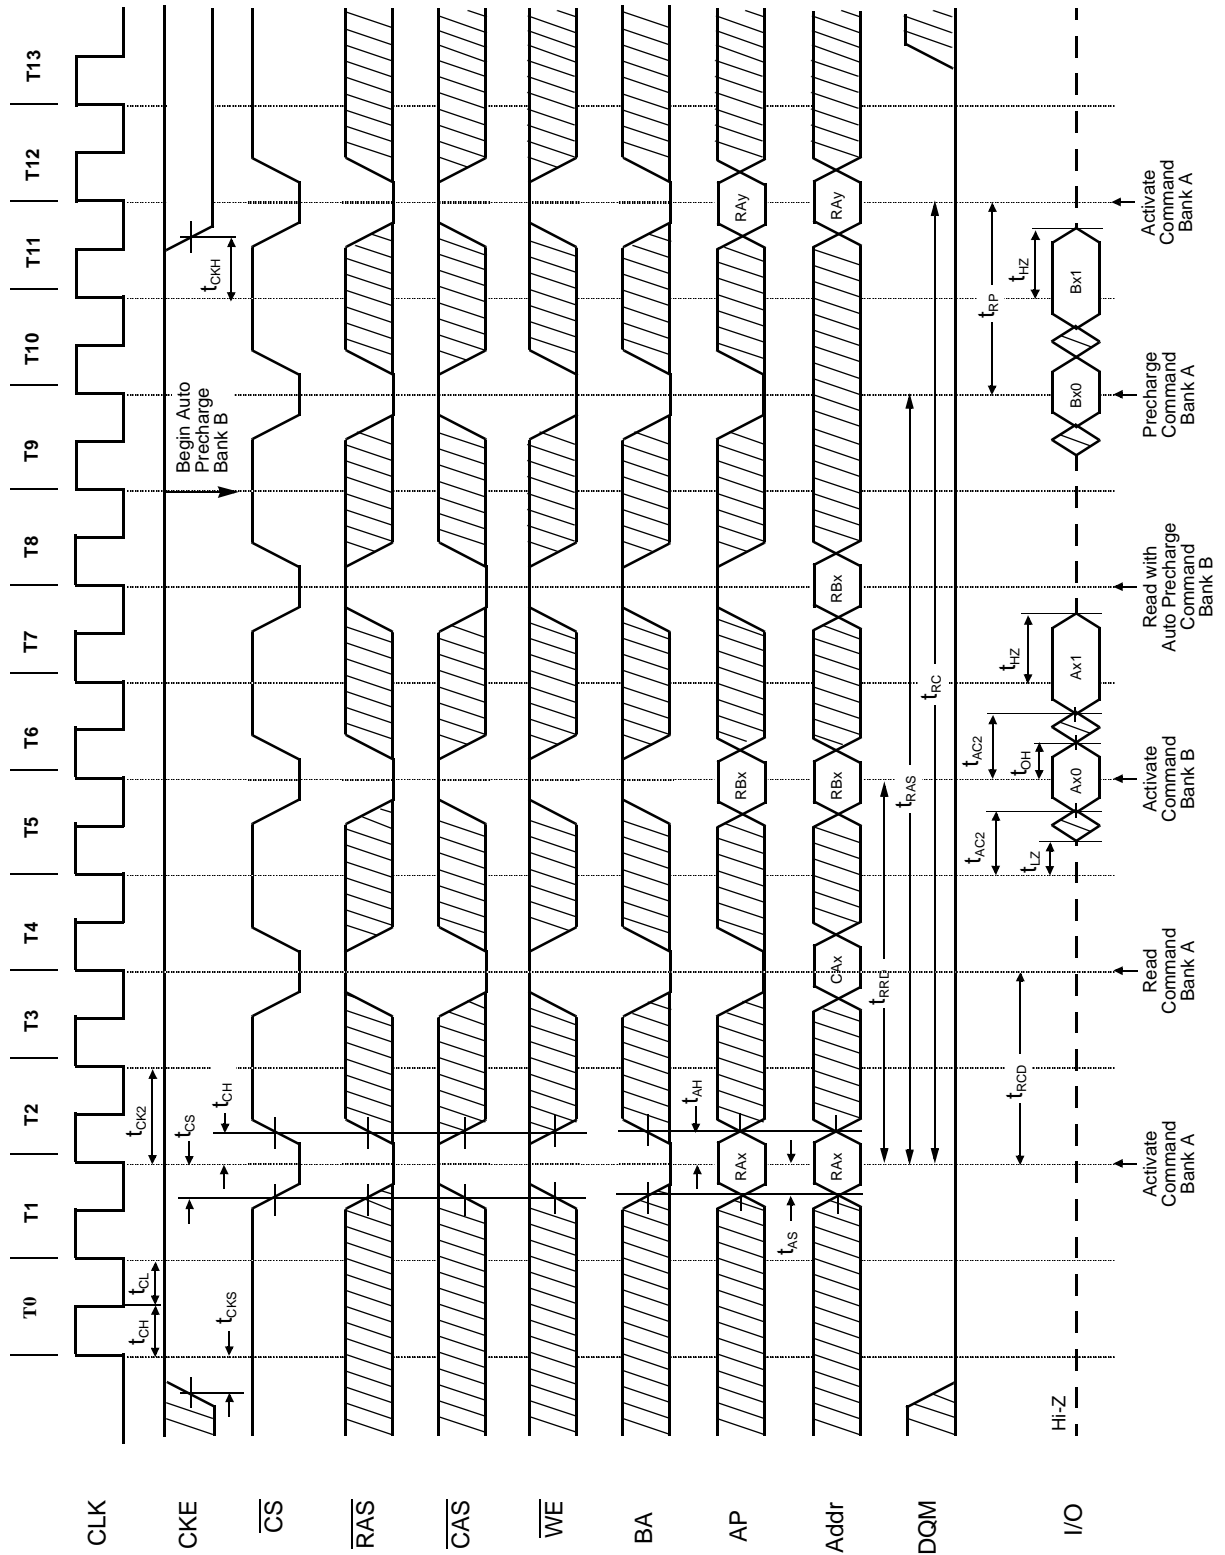 T0 T1 T2 T3 T4 T5 T6 T7 T8 T9 T10 T11 T12 T13
CLK
tCH
tCL
tCK2
CKE
tCKS
Begin Auto
Precharge
Bank B
tCKH
CS
tCS
tCH
RAS
CAS
WE
BA
tAH
AP
RAx
RBx
RAy
tAS
Addr
RAx
CAx
RBx
RBx
RAy
tRRD
tRAS
DQM
tRC
tRP
tRCD
tAC2
tAC2
tLZ
tOH
tHZ
tHZ
I/O
Hi-Z
Ax0
Ax1
Bx0
Bx1
Activate
Command
Bank A
Read
Command
Bank A
Activate
Command
Bank B
Read with
Auto Precharge
Command
Bank B
Precharge
Command
Bank A
Activate
Command
Bank A